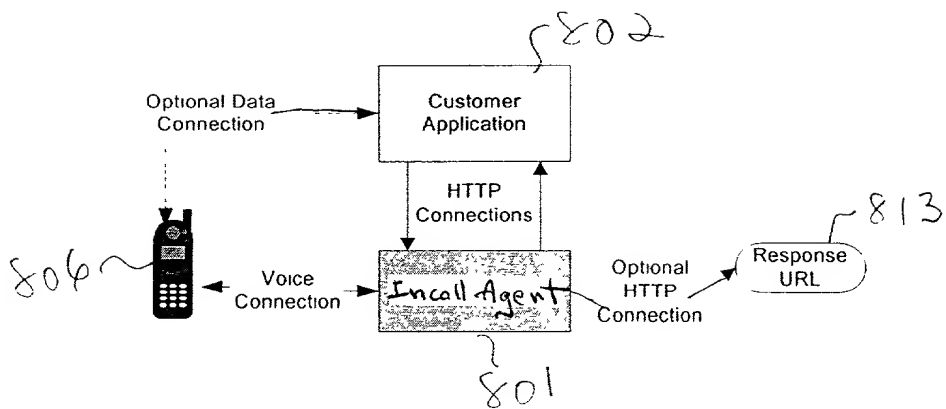 802
Optional Data
Connection
Customer
Application
HTTP
Connections
813
806
Voice
Connection
Incall Agent
Optional
HTTP
Connection
Response
URL
801